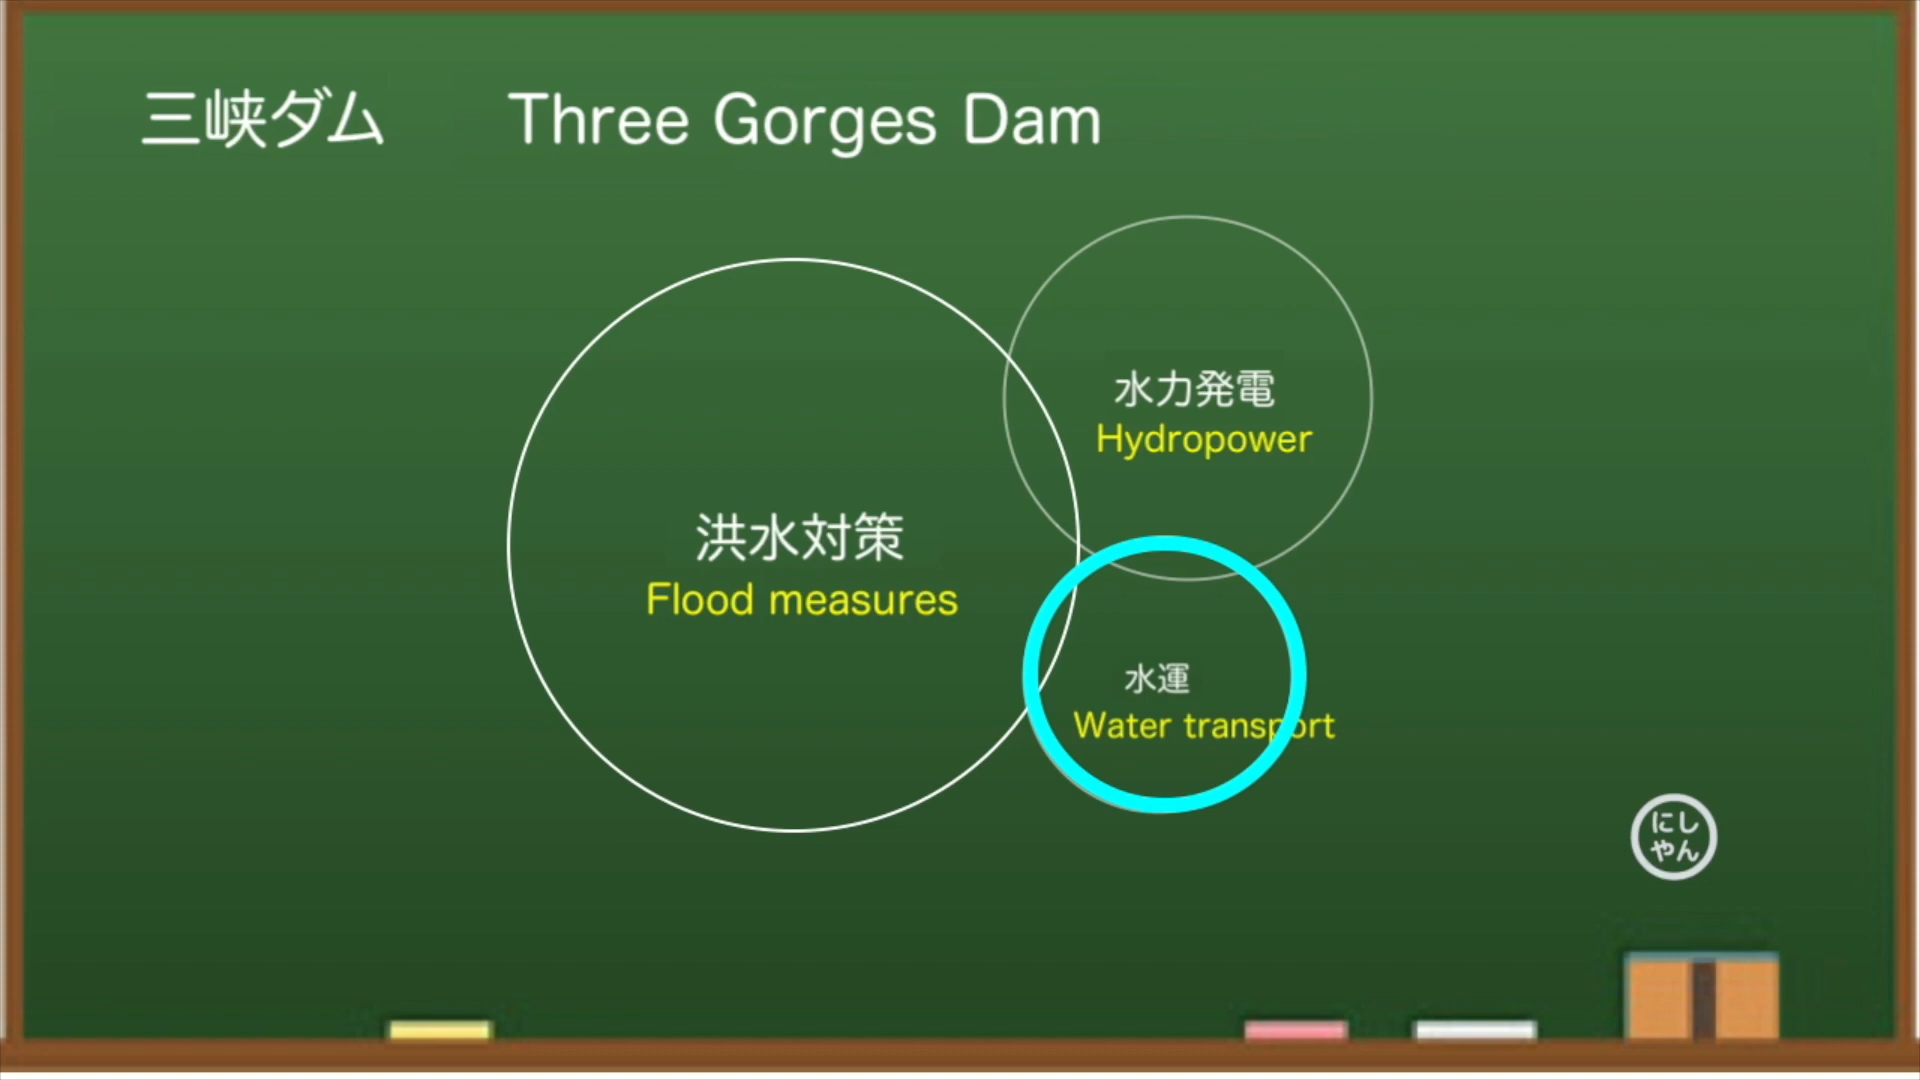 三峡ダム Three Gorges Dam
水力発電
Hydropower
洪水対策
Flood measures
水運
Water transport
にし
やん